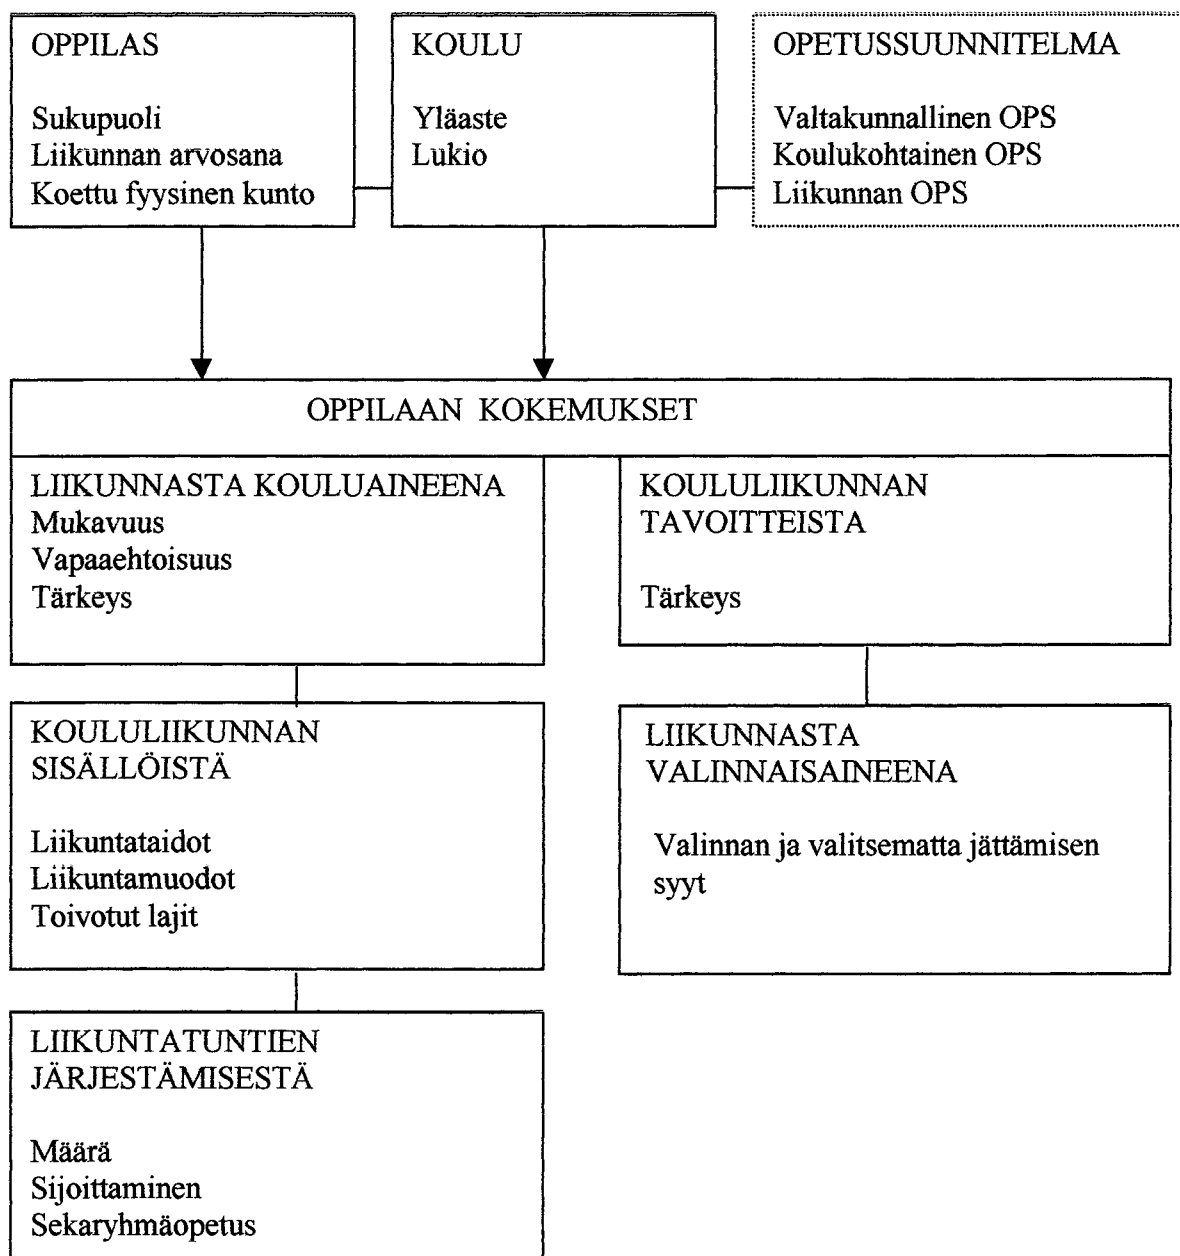 OPPILAS
Sukupuoli
Liikunnan arvosana
Koettu fyysinen kunto
KOULU
Yläaste
Lukio
OPETUSSUUNNITELMA
Valtakunnallinen OPS
Koulukohtainen OPS
Liikunnan OPS
OPPILAAN KOKEMUKSET
LIIKUNNASTA KOULUAINEENA
Mukavuus
Vapaaehtoisuus
Tärkeys
KOULULIIKUNNAN
TAVOITTEISTA
Tärkeys
KOULULIIKUNNAN
SISÄLLÖISTÄ
Liikuntataidot
Liikuntamuodot
Toivotut lajit
LIIKUNNASTA
VALINNAISAINEENA
Valinnan ja valitsematta jättämisen
syyt
LIIKUNTATUNTIEN
JÄRJESTÄMISESTÄ
Määrä
Sijoittaminen
Sekaryhmäopetus